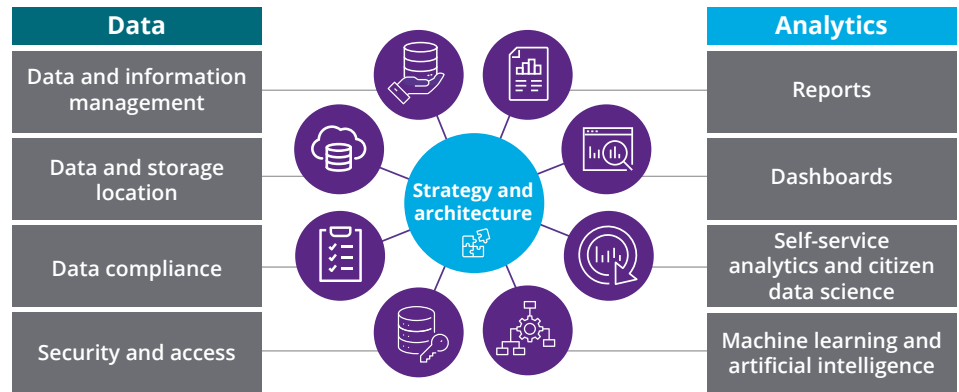 Data
Data and information
management
Data and storage
location
Data compliance
Security and access
Strategy and
architecture
Analytics
Reports
Dashboards
Self-service
analytics and citizen
data science
Machine learning and
artificial intelligence